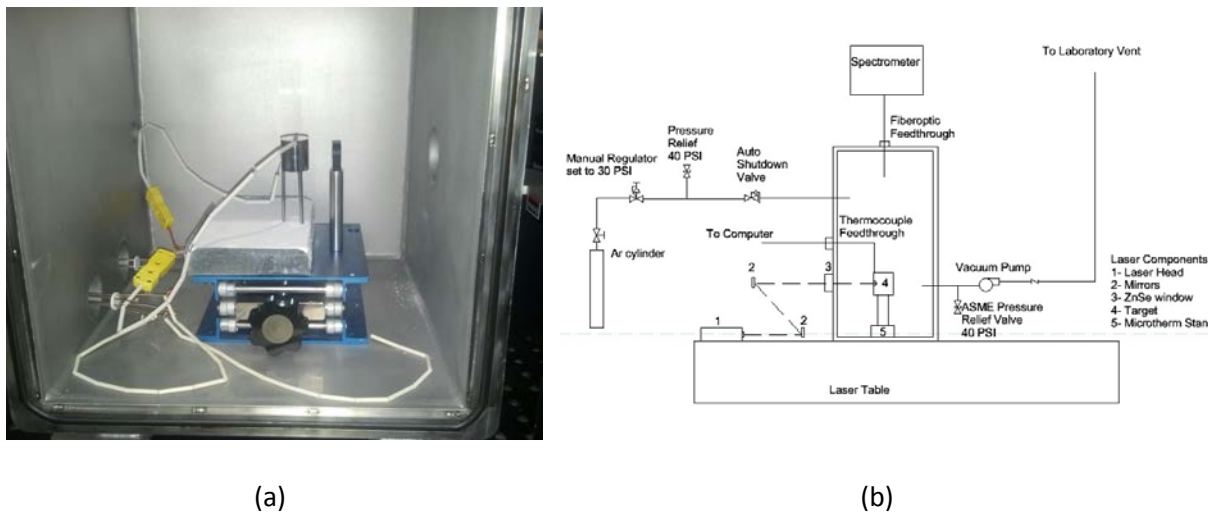 Spectrometer
To Laboratory Vent
Fiberoptic
Feedthrough
Pressure
Relief
40 PSI
Auto
Shutdown
Valve
Manual Regulator
set to 30 PSI
Thermocouple
Feedthrough
To Computer
Ar cylinder
2
3
4
Vacuum Pump
Laser Components
1- Laser Head
2- Mirrors
3- ZnSe window
4- Target
5- Microtherm Stan
ASME Pressure
Relief Valve
40 PSI
1
2
5
Laser Table
(a)
(b)